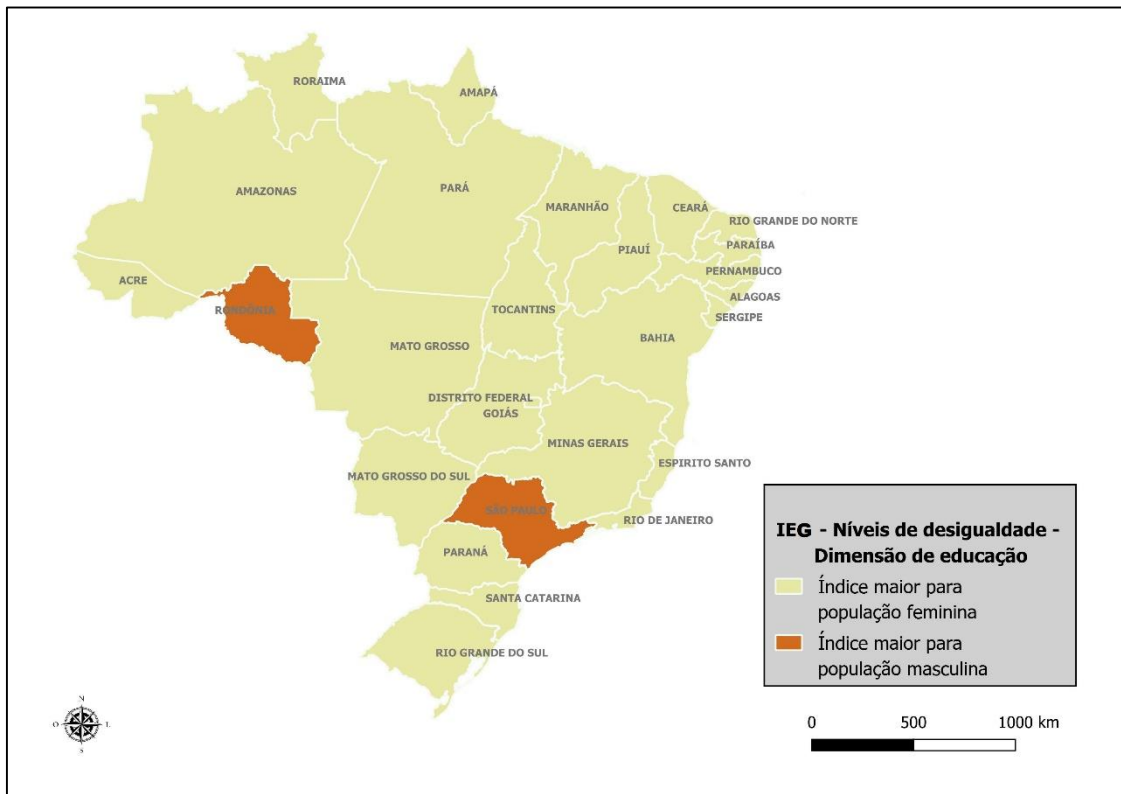 RORAIMA
AMAPÁ
AMAZONAS
PARÁ
MARANHÃO
CEARÁ
RIO GRANDE DO NORTE
PIAUÍ
PARAÍBA
PERNAMBUCO
ACRE
ALAGOAS
RONDÔNIA
TOCANTINS
SERGIPE
BAHIA
MATO GROSSO
DISTRITO FEDERAL
GOIÁS
MINAS GERAIS
ESPIRITO SANTO
MATO GROSSO DO SUL
SÃO PAULO
RIO DE JANEIRO
PARANÁ
SANTA CATARINA
RIO GRANDE DO SUL
IEG - Níveis de desigualdade -
Dimensão de educação
Índice maior para
população feminina
Índice maior para
população masculina
N
O L
S
0 500 1000 km